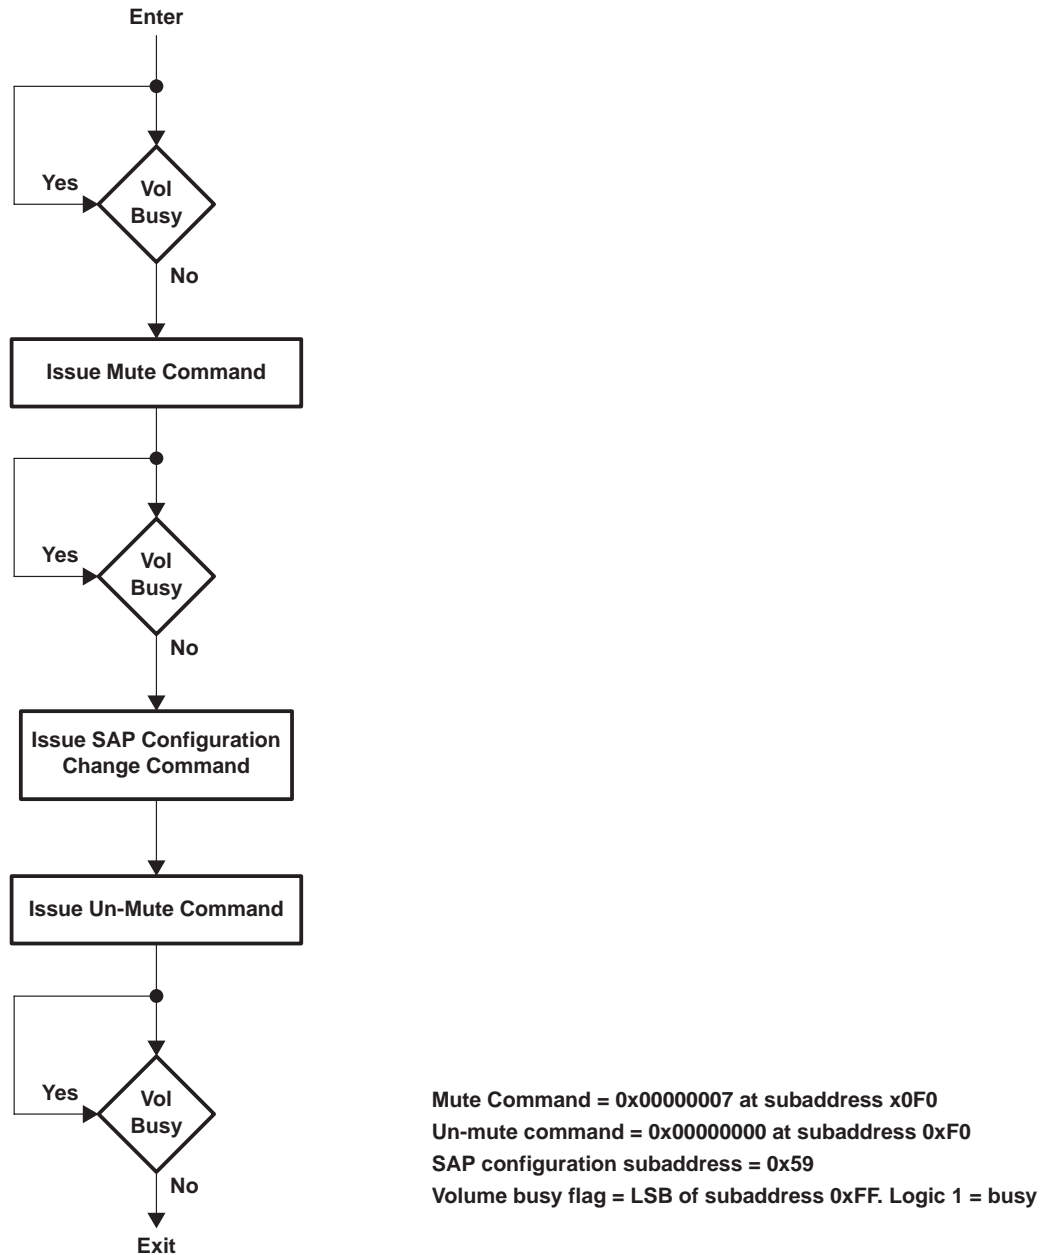 Enter
Yes
Vol
Busy
No
Issue Mute Command
Yes
Vol
Busy
No
Issue SAP Configuration
Change Command
Issue Un-Mute Command
Yes
Vol
Busy
No
Exit
Mute Command = 0x00000007 at subaddress x0F0
Un-mute command = 0x00000000 at subaddress 0xF0
SAP configuration subaddress = 0x59
Volume busy flag = LSB of subaddress 0xFF. Logic 1 = busy